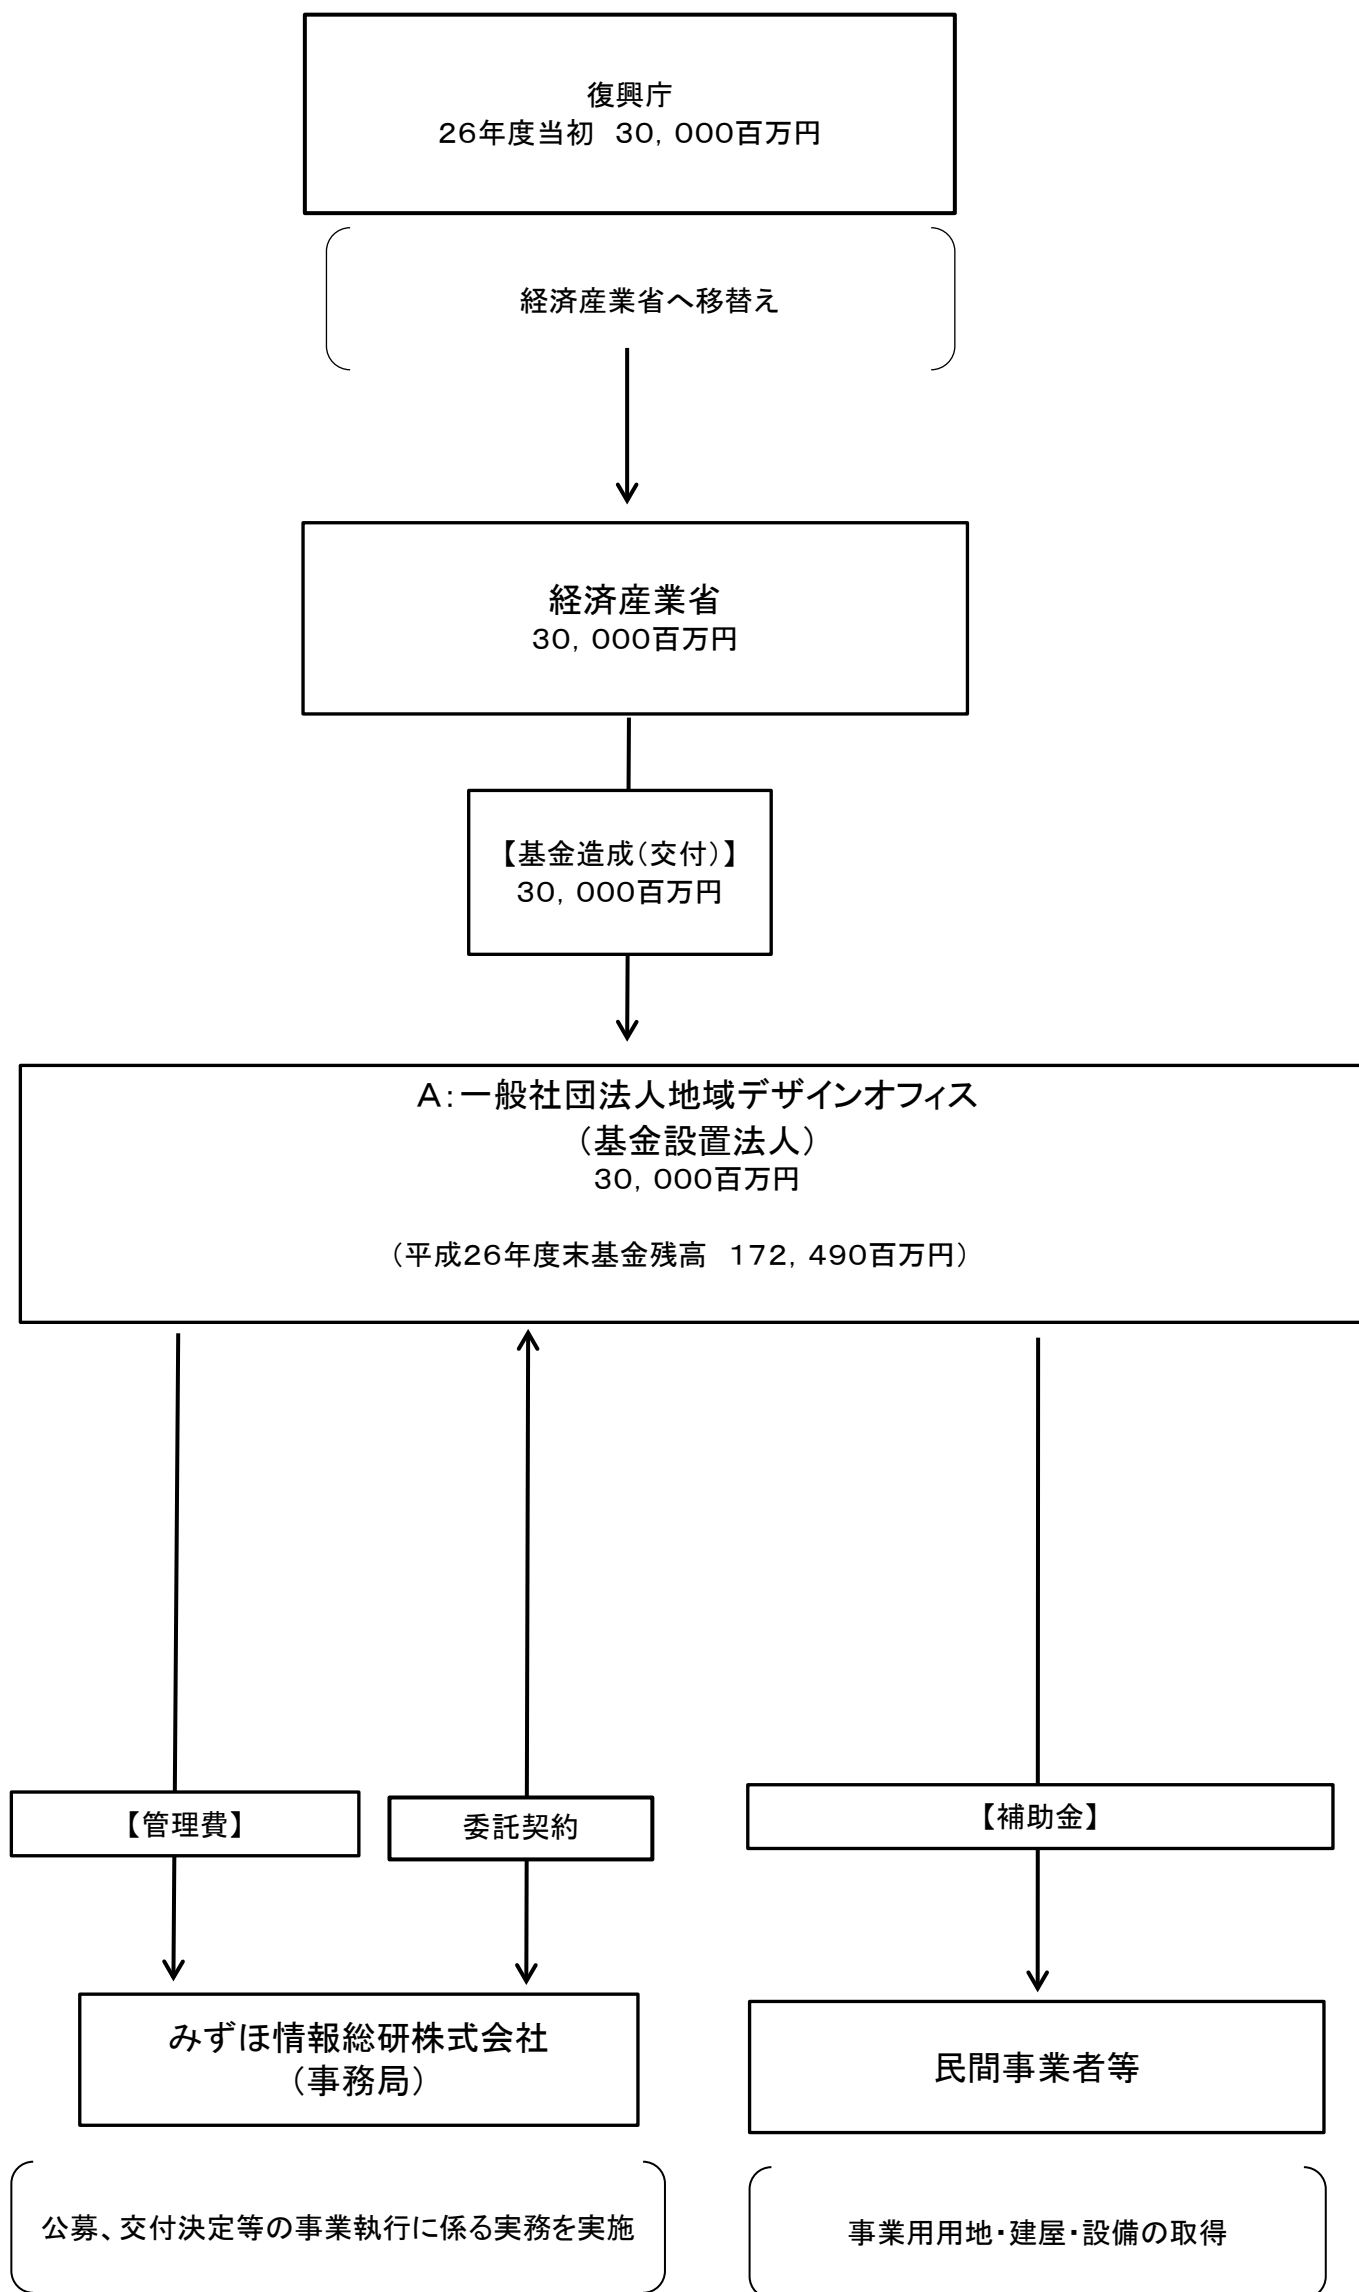 復興庁
26年度当初　30，000百万円
経済産業省へ移替え
経済産業省
30，000百万円
【基金造成（交付）】
30，000百万円
A：一般社団法人地域デザインオフィス
（基金設置法人）
30，000百万円
（平成26年度末基金残高　172，490百万円）
【管理費】
委託契約
【補助金】
みずほ情報総研株式会社
（事務局）
民間事業者等
公募、交付決定等の事業執行に係る実務を実施
事業用用地・建屋・設備の取得